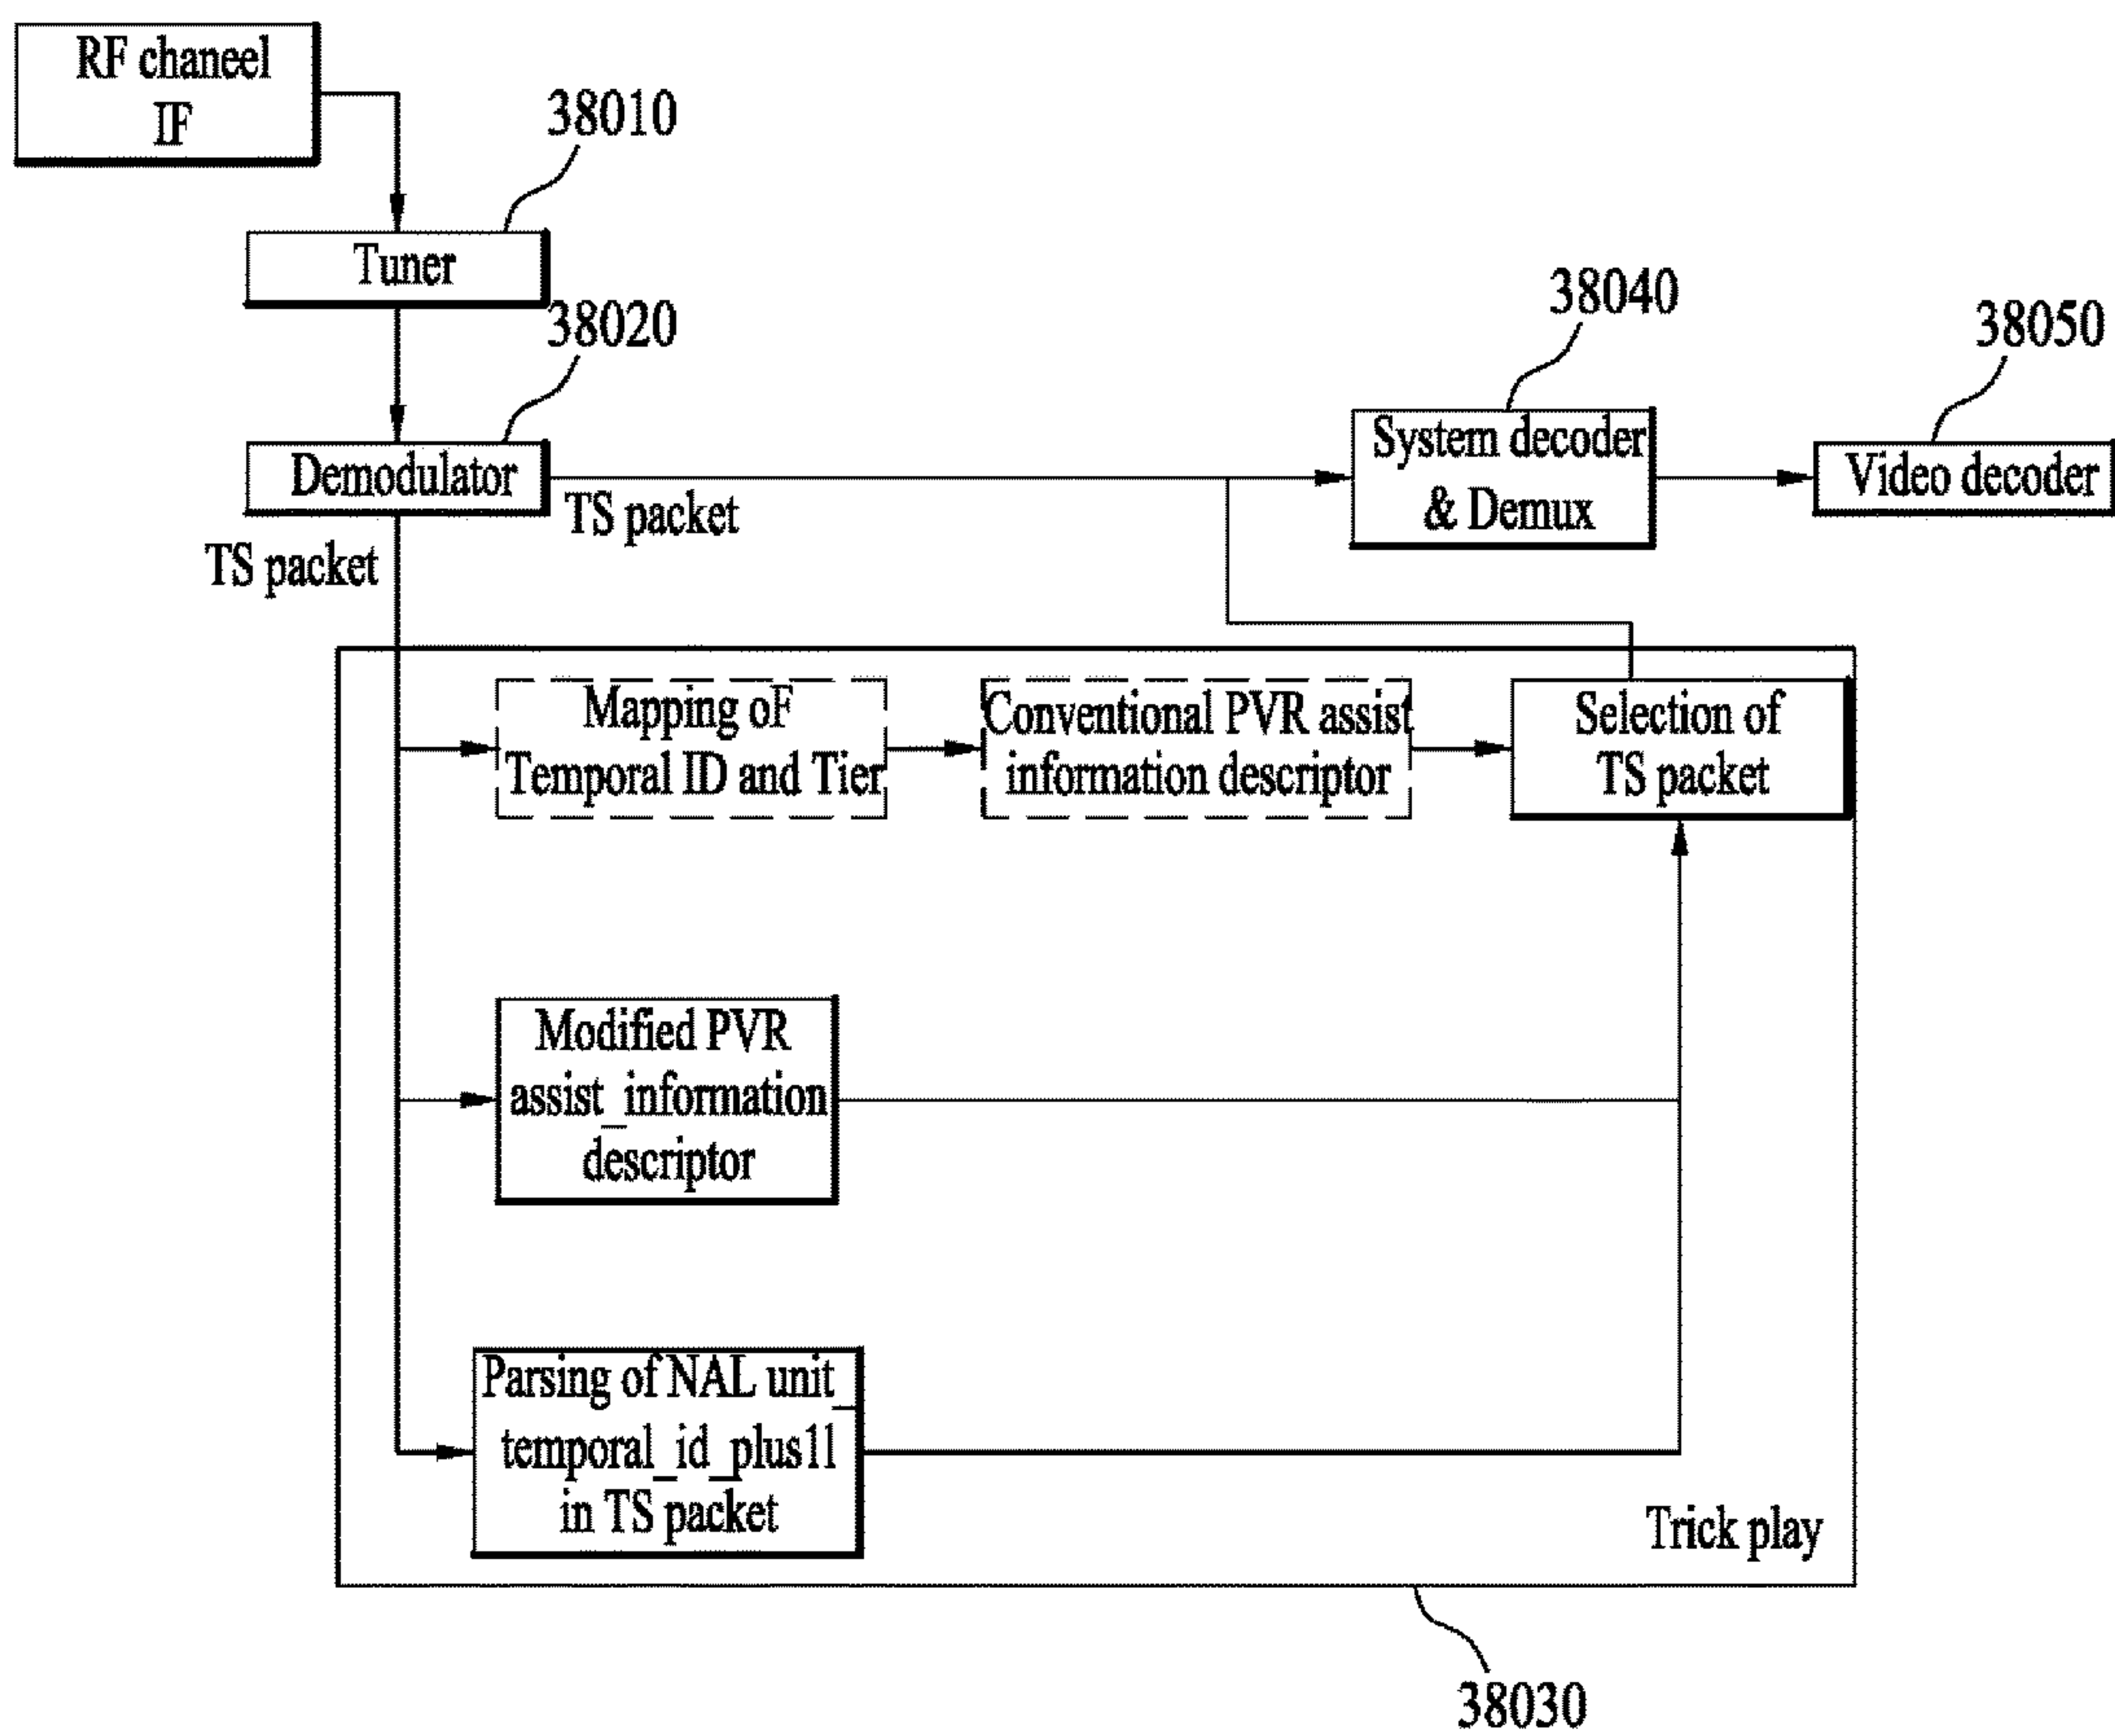 RF chaneel
IF
38010
Tuner
38020
38040
38050
Demodulator
System decoder
& Demux
Video decoder
TS packet
TS packet
Mapping oF
Temporal ID and Tier
Conventional PVR assist
information descriptor
Selection of
TS packet
Modified PVR
assist_information
descriptor
Parsing of NAL unit_
temporal_id_plus1l
in TS packet
Trick play
38030